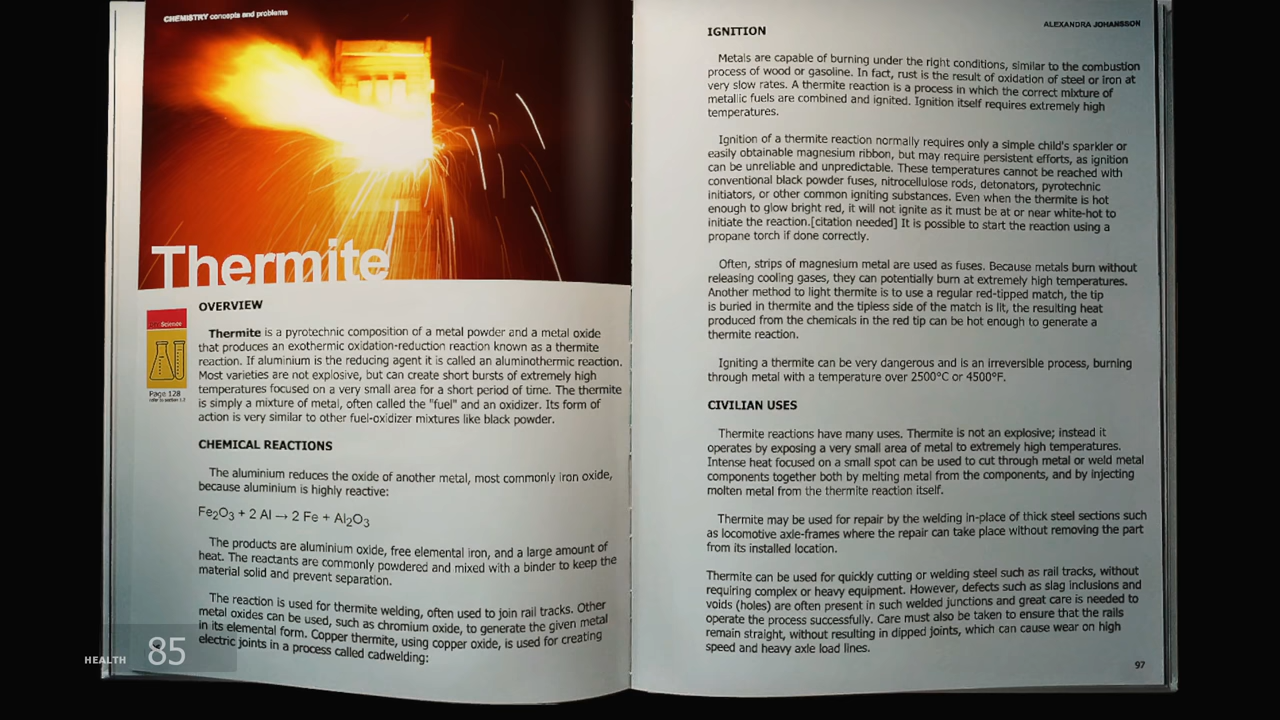 CHEMISTRY concepts and problems
Thermite
OVERVIEW
Science
Page 128
Thermite is a pyrotechnic composition of a metal powder and a metal oxide
that produces an exothermic oxidation-reduction reaction known as a thermite
reaction. If aluminium is the reducing agent it is called an aluminothermic reaction.
Most varieties are not explosive, but can create short bursts of extremely high
temperatures focused on a very small area for a short period of time. The thermite
is simply a mixture of metal, often called the "fuel" and an oxidizer. Its form of
action is very similar to other fuel-oxidizer mixtures like black powder.
CHEMICAL REACTIONS
The aluminium reduces the oxide of another metal, most commonly iron oxide,
because aluminium is highly reactive:
Fe₂O₃ + 2 Al → 2 Fe + Al₂O₃
The products are aluminium oxide, free elemental iron, and a large amount of
heat. The reactants are commonly powdered and mixed with a binder to keep the
material solid and prevent separation.
The reaction is used for thermite welding, often used to join rail tracks. Other
metal oxides can be used, such as chromium oxide, to generate the given metal
in its elemental form. Copper thermite, using copper oxide, is used for creating
electric joints in a process called cadwelding:
HEALTH 85
ALEXANDRA JOHANSSON
IGNITION
Metals are capable of burning under the right conditions, similar to the combustion
process of wood or gasoline. In fact, rust is the result of oxidation of steel or iron at
very slow rates. A thermite reaction is a process in which the correct mixture of
metallic fuels are combined and ignited. Ignition itself requires extremely high
temperatures.
Ignition of a thermite reaction normally requires only a simple child's sparkler or
easily obtainable magnesium ribbon, but may require persistent efforts, as ignition
can be unreliable and unpredictable. These temperatures cannot be reached with
conventional black powder fuses, nitrocellulose rods, detonators, pyrotechnic
initiators, or other common igniting substances. Even when the thermite is hot
enough to glow bright red, it will not ignite as it must be at or near white-hot to
initiate the reaction.[citation needed] It is possible to start the reaction using a
propane torch if done correctly.
Often, strips of magnesium metal are used as fuses. Because metals burn without
releasing cooling gases, they can potentially burn at extremely high temperatures.
Another method to light thermite is to use a regular red-tipped match, the tip
is buried in thermite and the tipless side of the match is lit, the resulting heat
produced from the chemicals in the red tip can be hot enough to generate a
thermite reaction.
Igniting a thermite can be very dangerous and is an irreversible process, burning
through metal with a temperature over 2500°C or 4500°F.
CIVILIAN USES
Thermite reactions have many uses. Thermite is not an explosive; instead it
operates by exposing a very small area of metal to extremely high temperatures.
Intense heat focused on a small spot can be used to cut through metal or weld metal
components together both by melting metal from the components, and by injecting
molten metal from the thermite reaction itself.
Thermite may be used for repair by the welding in-place of thick steel sections such
as locomotive axle-frames where the repair can take place without removing the part
from its installed location.
Thermite can be used for quickly cutting or welding steel such as rail tracks, without
requiring complex or heavy equipment. However, defects such as slag inclusions and
voids (holes) are often present in such welded junctions and great care is needed to
operate the process successfully. Care must also be taken to ensure that the rails
remain straight, without resulting in dipped joints, which can cause wear on high
speed and heavy axle load lines.
97